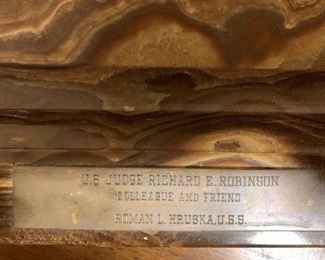 U.S. JUDGE RICHARD E. ROBINSON
COLLEAGUE AND FRIEND
ROMAN L. HRUSKA, U.S.S.